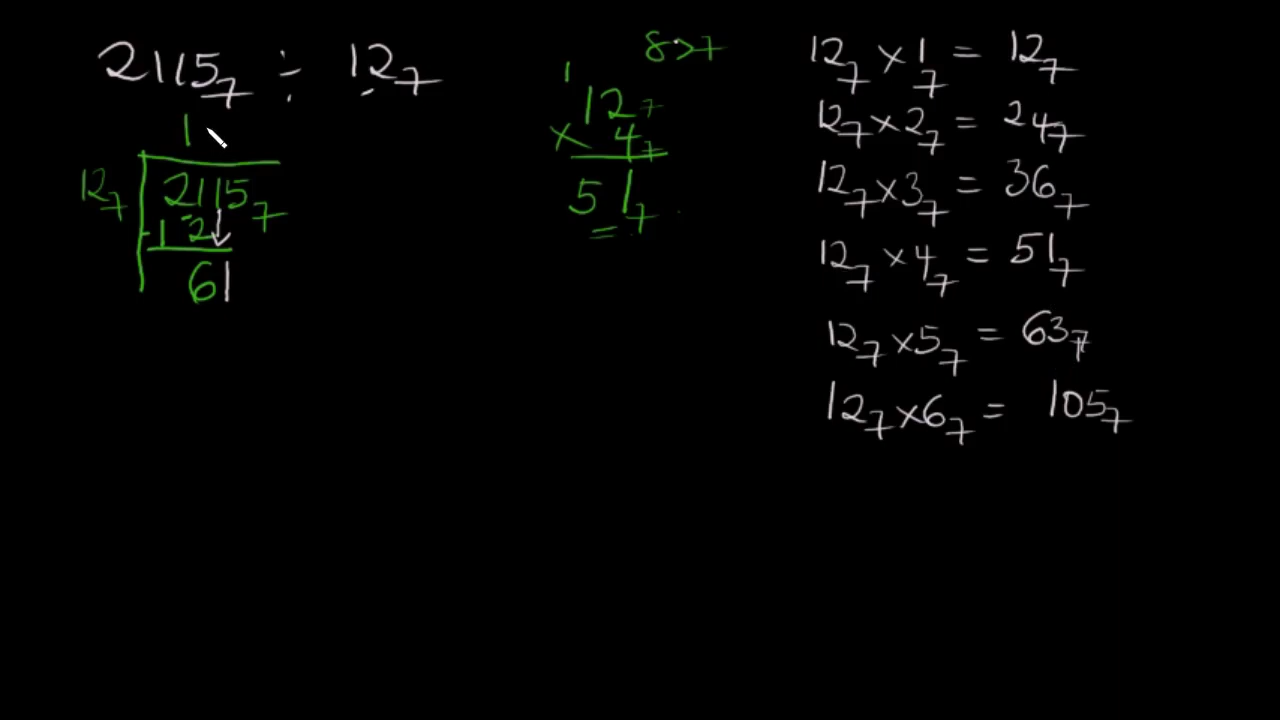 2115₇ ÷ 12₇
1
12₇ 2115₇
- 12
61
8>7
1
12₇
× 4₇
51₇
12₇ × 1₇ = 12₇
12₇ × 2₇ = 24₇
12₇ × 3₇ = 36₇
12₇ × 4₇ = 51₇
12₇ × 5₇ = 63₇
12₇ × 6₇ = 105₇